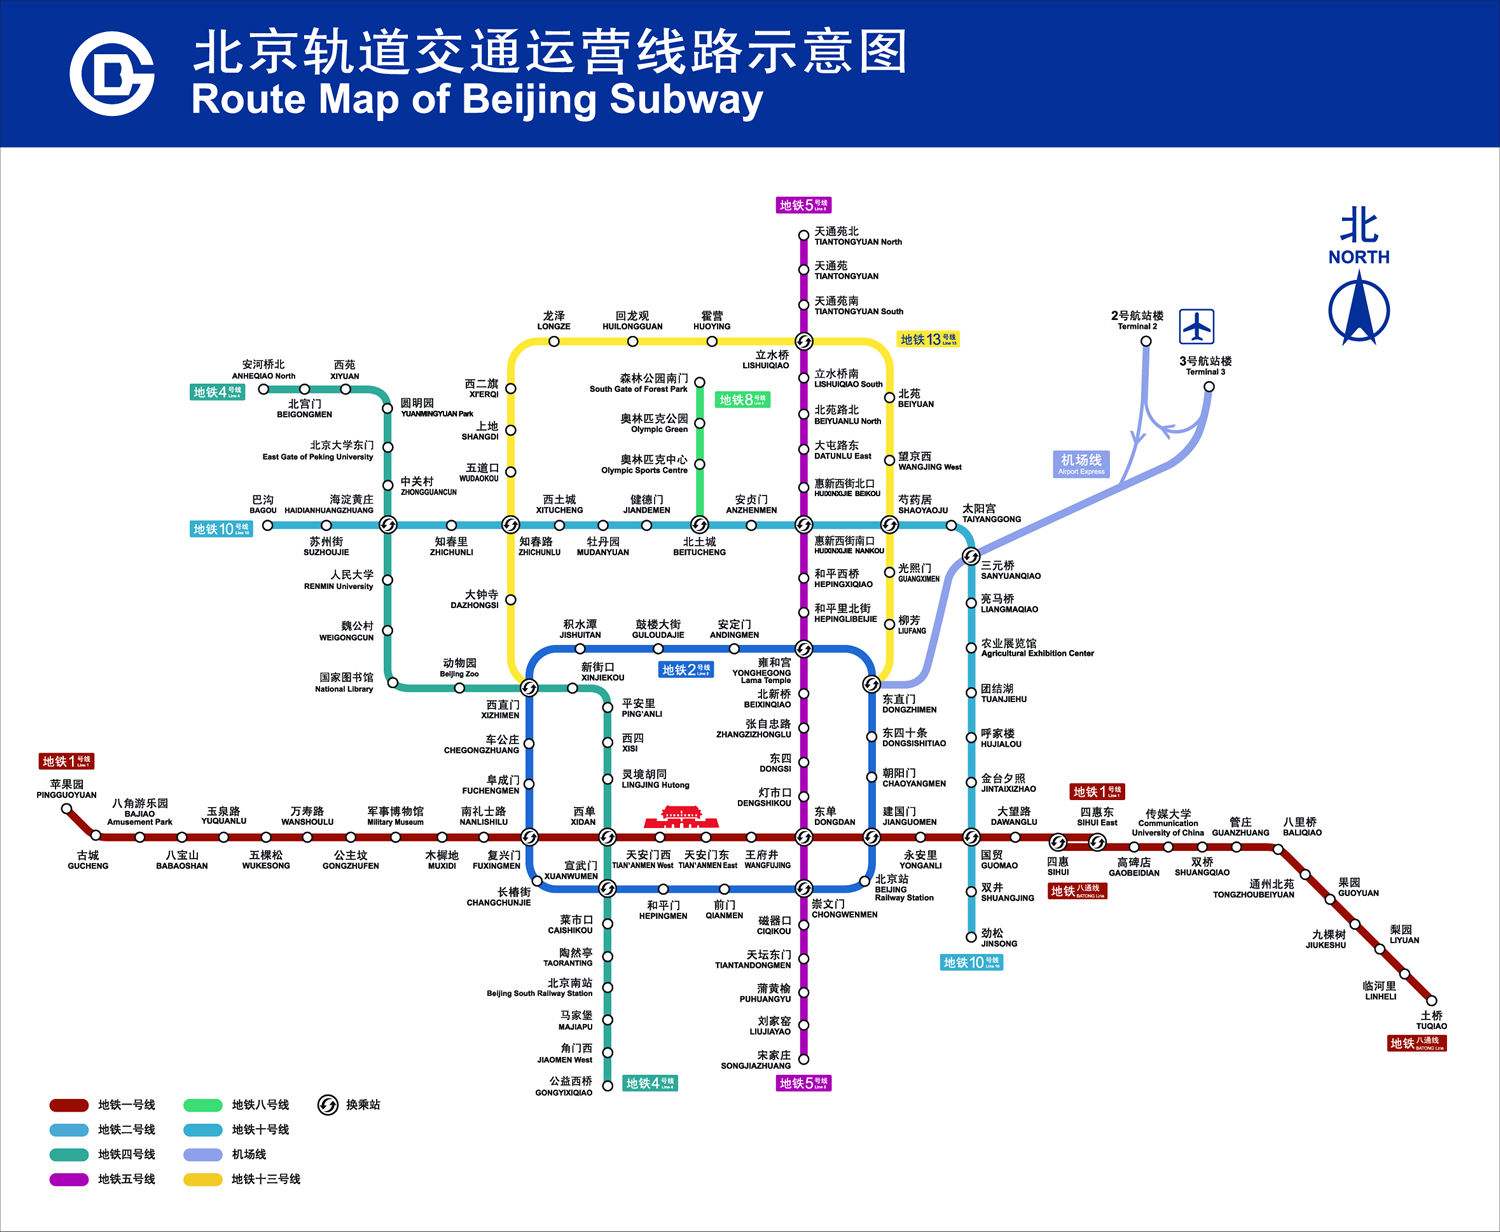 北京轨道交通运营线路示意图
Route Map of Beijing Subway
北
NORTH
地铁5号线
Line 5
天通苑北
TIANTONGYUAN North
天通苑
TIANTONGYUAN
天通苑南
TIANTONGYUAN South
龙泽
LONGZE
回龙观
HUILONGGUAN
霍营
HUOYING
立水桥
LISHUIQIAO
地铁13号线
Line 13
2号航站楼
Terminal 2
3号航站楼
Terminal 3
安河桥北
ANHEQIAO North
西苑
XIYUAN
地铁4号线
Line 4
北宫门
BEIGONGMEN
圆明园
YUANMINGYUAN Park
西二旗
XI'ERQI
森林公园南门
South Gate of Forest Park
立水桥南
LISHUIQIAO South
北苑
BEIYUAN
地铁8号线
上地
SHANGDI
奥林匹克公园
Olympic Green
北苑路北
BEIYUANLU North
北京大学东门
East Gate of Peking University
大屯路东
DATUNLU East
望京西
WANGJING West
机场线
Airport Express
五道口
WUDAOKOU
奥林匹克中心
Olympic Sports Centre
中关村
ZHONGGUANCUN
惠新西街北口
HUIXINXIJIE BEIKOU
巴沟
BAGOU
海淀黄庄
HAIDIANHUANGZHUANG
西土城
XITUCHENG
健德门
JIANDEMEN
安贞门
ANZHENMEN
芍药居
SHAOYAOJU
太阳宫
TAIYANGGONG
地铁10号线
Line 10
苏州街
SUZHOUJIE
知春里
ZHICHUNLI
知春路
ZHICHUNLU
牡丹园
MUDANYUAN
北土城
BEITUCHENG
惠新西街南口
HUIXINXIJIE NANKOU
人民大学
RENMIN University
和平西桥
HEPINGXIQIAO
光熙门
GUANGXIMEN
三元桥
SANYUANQIAO
大钟寺
DAZHONGSI
和平里北街
HEPINGLIBEIJIE
柳芳
LIUFANG
亮马桥
LIANGMAQIAO
魏公村
WEIGONGCUN
积水潭
JISHUITAN
鼓楼大街
GULOUDAJIE
安定门
ANDINGMEN
农业展览馆
Agricultural Exhibition Center
地铁2号线
Line 2
雍和宫
YONGHEGONG
Lama Temple
国家图书馆
National Library
动物园
Beijing Zoo
新街口
XINJIEKOU
西直门
XIZHIMEN
平安里
PING'ANLI
北新桥
BEIXINQIAO
东直门
DONGZHIMEN
团结湖
TUANJIEHU
车公庄
CHEGONGZHUANG
西四
XISI
张自忠路
ZHANGZIZHONGLU
东四十条
DONGSISHITIAO
呼家楼
HUJIALOU
阜成门
FUCHENGMEN
灵境胡同
LINGJING Hutong
东四
DONGSI
朝阳门
CHAOYANGMEN
金台夕照
JINTAIXIZHAO
灯市口
DENGSHIKOU
地铁1号线
Line 1
苹果园
PINGGUOYUAN
八角游乐园
BAJIAO
Amusement Park
玉泉路
YUQUANLU
万寿路
WANSHOULU
军事博物馆
Military Museum
南礼士路
NANLISHILU
西单
XIDAN
东单
DONGDAN
建国门
JIANGUOMEN
大望路
DAWANGLU
地铁1号线
Line 1
四惠东
SIHUI East
传媒大学
Communication
University of China
管庄
GUANZHUANG
八里桥
BALIQIAO
古城
GUCHENG
八宝山
BABAOSHAN
五棵松
WUKESONG
公主坟
GONGZHUFEN
木樨地
MUXIDI
复兴门
FUXINGMEN
天安门西
TIAN'ANMEN West
天安门东
TIAN'ANMEN East
王府井
WANGFUJING
永安里
YONGANLI
国贸
GUOMAO
四惠
SIHUI
高碑店
GAOBEIDIAN
双桥
SHUANGQIAO
地铁八通线
BATONG Line
长椿街
CHANGCHUNJIE
宣武门
XUANWUMEN
和平门
HEPINGMEN
前门
QIANMEN
崇文门
CHONGWENMEN
北京站
BEIJING
Railway Station
双井
SHUANGJING
通州北苑
TONGZHOUBEIYUAN
果园
GUOYUAN
九棵树
JIUKESHU
梨园
LIYUAN
临河里
LINHELI
土桥
TUQIAO
地铁八通线
BATONG Line
菜市口
CAISHIKOU
磁器口
CIQIKOU
劲松
JINSONG
地铁10号线
Line 10
陶然亭
TAORANTING
天坛东门
TIANTANDONGMEN
北京南站
Beijing South Railway Station
蒲黄榆
PUHUANGYU
马家堡
MAJIAPU
刘家窑
LIUJIAYAO
角门西
JIAOMEN West
宋家庄
SONGJIAZHUANG
公益西桥
GONGYIXIQIAO
地铁4号线
Line 4
地铁5号线
Line 5
地铁一号线
地铁八号线
换乘站
地铁二号线
地铁十号线
地铁四号线
机场线
地铁五号线
地铁十三号线